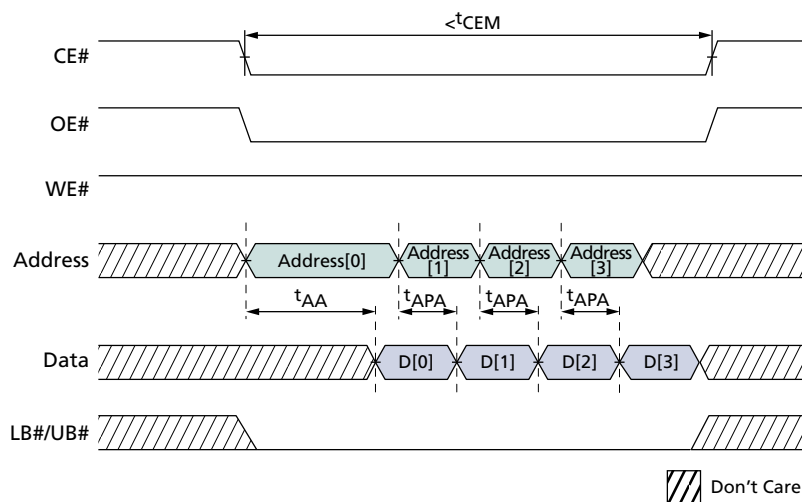 <tCEM
CE#
OE#
WE#
Address
Address[0]
Address
[1]
Address
[2]
Address
[3]
tAA
tAPA
tAPA
tAPA
Data
D[0]
D[1]
D[2]
D[3]
LB#/UB#
Don't Care